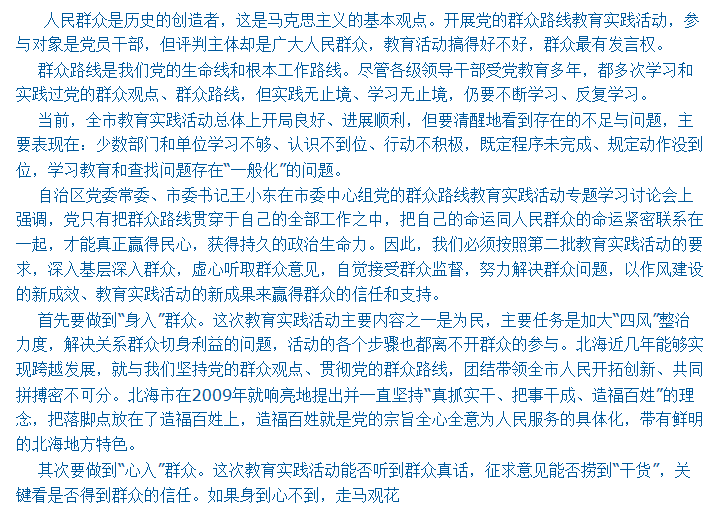 人民群众是历史的创造者，这是马克思主义的基本观点。开展党的群众路线教育实践活动，参
与对象是党员干部，但评判主体却是广大人民群众，教育活动搞得好不好，群众最有发言权。
群众路线是我们党的生命线和根本工作路线。尽管各级领导干部受党教育多年，都多次学习和
实践过党的群众观点、群众路线，但实践无止境、学习无止境，仍要不断学习、反复学习。
当前，全市教育实践活动总体上开局良好、进展顺利，但要清醒地看到存在的不足与问题，主
要表现在：少数部门和单位学习不够、认识不到位、行动不积极，既定程序未完成、规定动作没到
位，学习教育和查找问题存在“一般化”的问题。
自治区党委常委、市委书记王小东在市委中心组党的群众路线教育实践活动专题学习讨论会上
强调，党只有把群众路线贯穿于自己的全部工作之中，把自己的命运同人民群众的命运紧密联系在
一起，才能真正赢得民心，获得持久的政治生命力。因此，我们必须按照第二批教育实践活动的要
求，深入基层深入群众，虚心听取群众意见，自觉接受群众监督，努力解决群众问题，以作风建设
的新成效、教育实践活动的新成果来赢得群众的信任和支持。
首先要做到“身入”群众。这次教育实践活动主要内容之一是为民，主要任务是加大“四风”整治
力度，解决关系群众切身利益的问题，活动的各个步骤也都离不开群众的参与。北海近几年能够实
现跨越发展，就与我们坚持党的群众观点、贯彻党的群众路线，团结带领全市人民开拓创新、共同
拼搏密不可分。北海市在2009年就响亮地提出并一直坚持“真抓实干、把事干成、造福百姓”的理
念，把落脚点放在了造福百姓上，造福百姓就是党的宗旨全心全意为人民服务的具体化，带有鲜明
的北海地方特色。
其次要做到“心入”群众。这次教育实践活动能否听到群众真话，征求意见能否捞到“干货”，关
键看是否得到群众的信任。如果身到心不到，走马观花